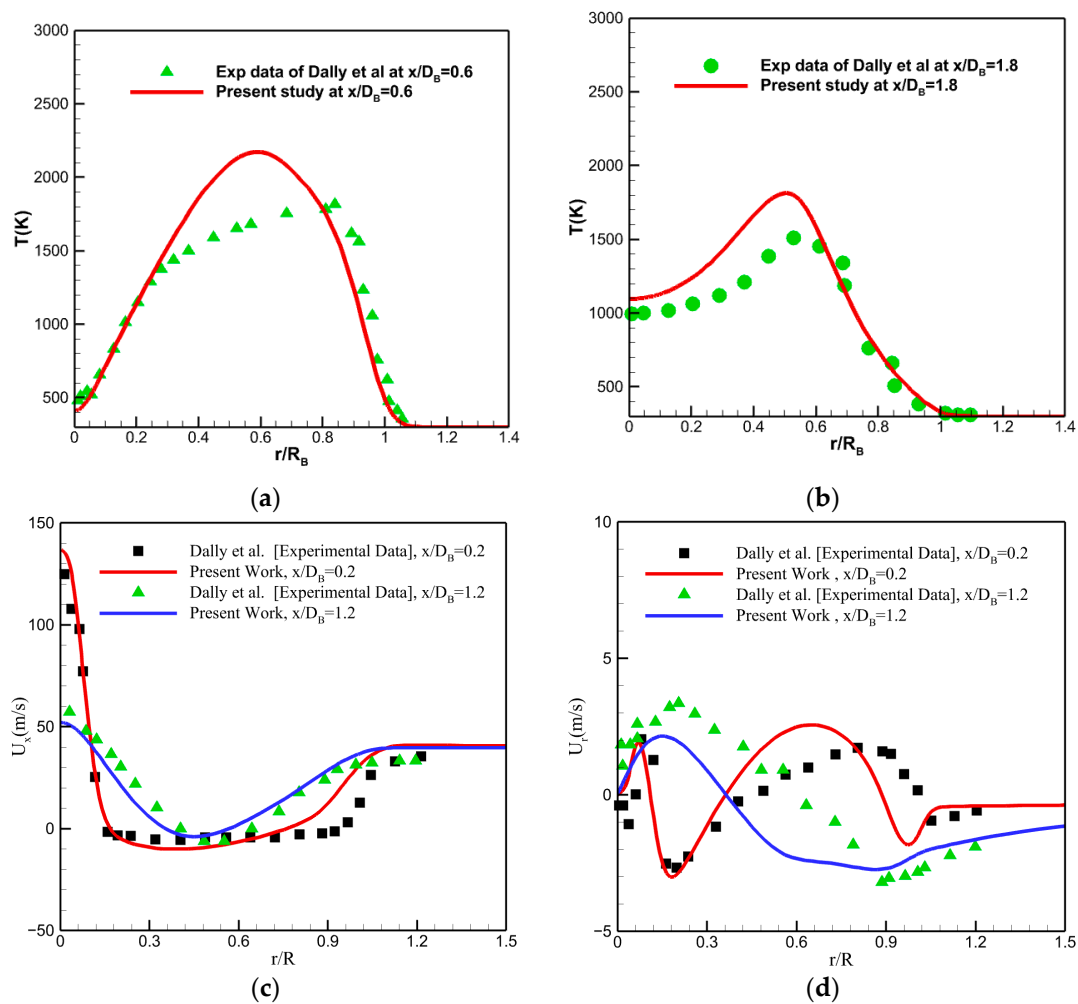 3000
2500
2000
1500
1000
500
T(K)
Exp data of Dally et al at x/D_B=0.6
Present study at x/D_B=0.6
0 0.2 0.4 0.6 0.8 1 1.2 1.4
r/R_B
(a)
3000
2500
2000
1500
1000
500
T(K)
Exp data of Dally et al at x/D_B=1.8
Present study at x/D_B=1.8
0 0.2 0.4 0.6 0.8 1 1.2 1.4
r/R_B
(b)
150
100
50
0
−50
U_x(m/s)
Dally et al. [Experimental Data], x/D_B=0.2
Present Work, x/D_B=0.2
Dally et al. [Experimental Data], x/D_B=1.2
Present Work, x/D_B=1.2
0 0.3 0.6 0.9 1.2 1.5
r/R
(c)
10
5
0
−5
U_r(m/s)
Dally et al. [Experimental Data], x/D_B=0.2
Present Work , x/D_B=0.2
Dally et al. [Experimental Data], x/D_B=1.2
Present Work , x/D_B=1.2
0 0.3 0.6 0.9 1.2 1.5
r/R
(d)